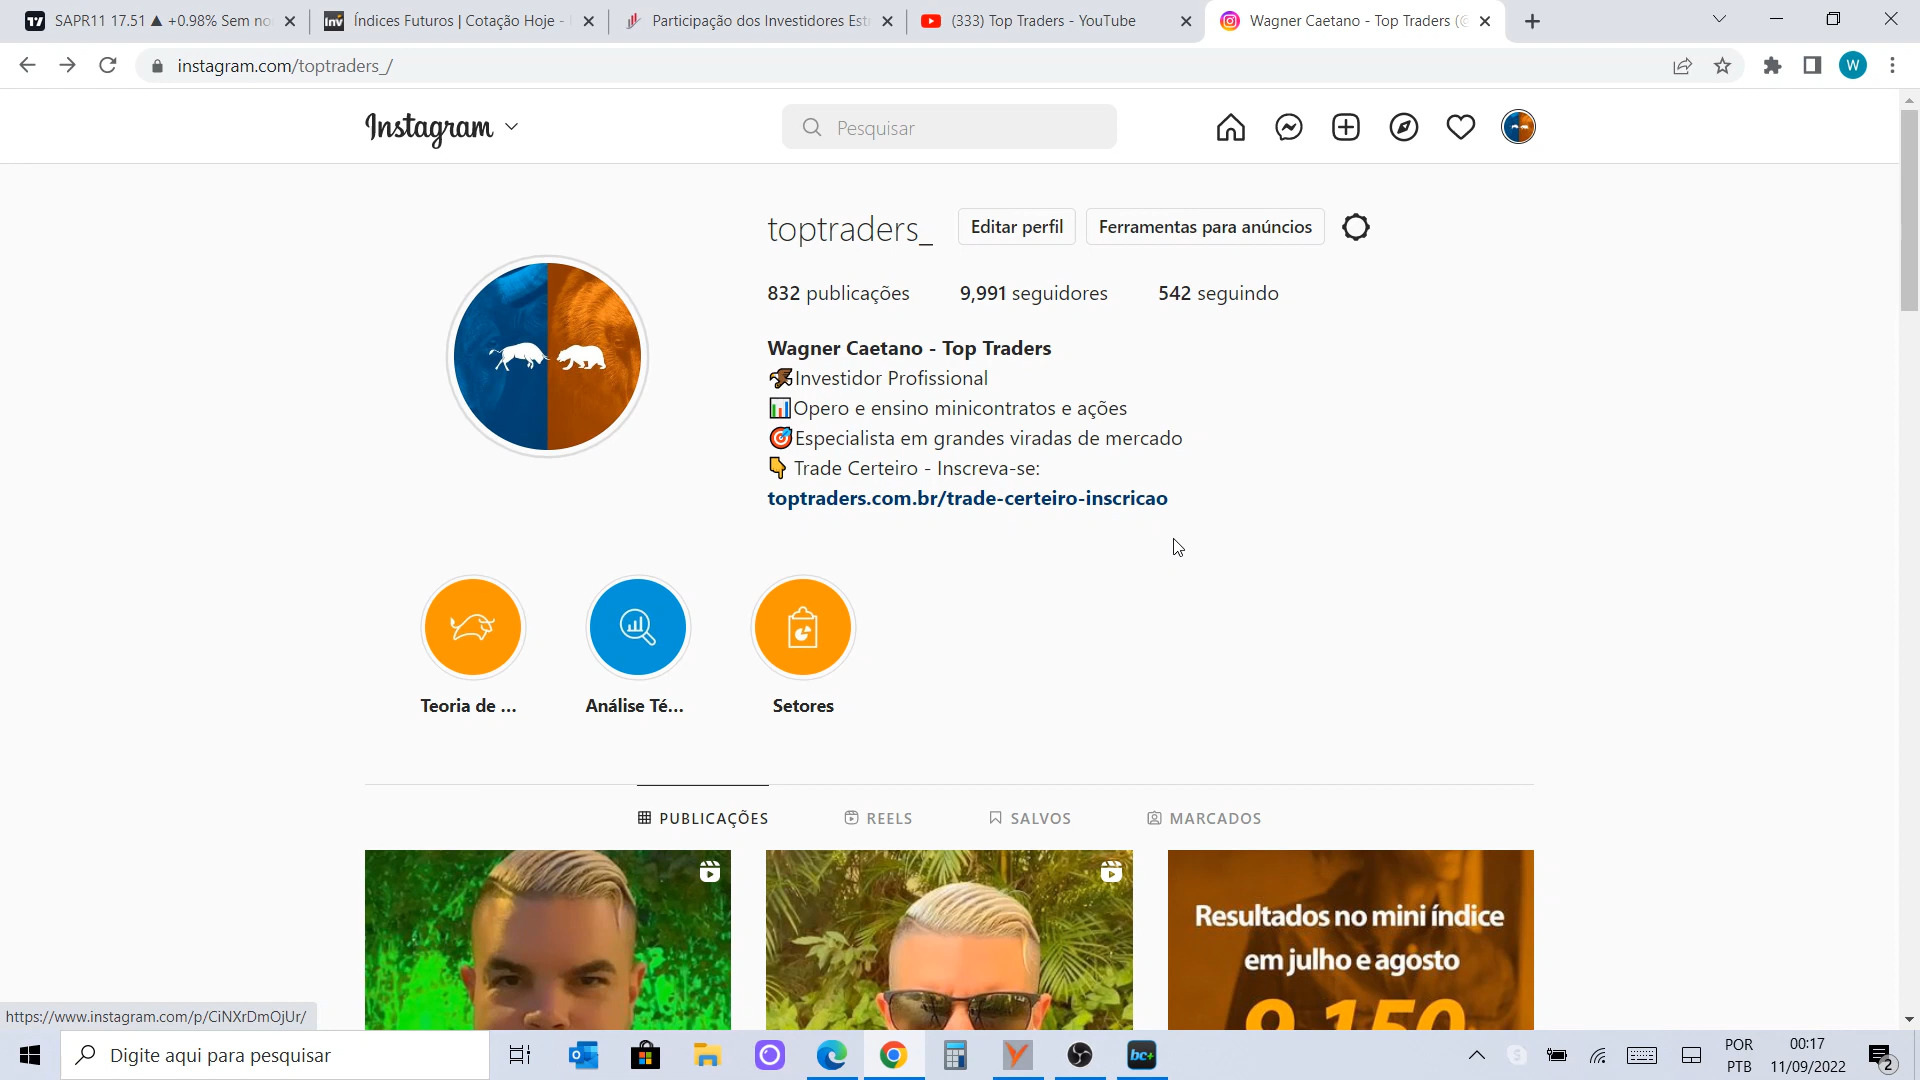 SAPR11 17.51 ▲ +0.98% Sem no
Índices Futuros | Cotação Hoje -
Participação dos Investidores Est
(333) Top Traders - YouTube
Wagner Caetano - Top Traders (@
instagram.com/toptraders_/
W
Instagram
Pesquisar
toptraders_
Editar perfil
Ferramentas para anúncios
832 publicações
9,991 seguidores
542 seguindo
Wagner Caetano - Top Traders
Investidor Profissional
Opero e ensino minicontratos e ações
Especialista em grandes viradas de mercado
Trade Certeiro - Inscreva-se:
toptraders.com.br/trade-certeiro-inscricao
Teoria de ...
Análise Té...
Setores
PUBLICAÇÕES
REELS
SALVOS
MARCADOS
Resultados no mini índice
em julho e agosto
9.150
https://www.instagram.com/p/CiNXrDmOjUr/
Digite aqui para pesquisar
bc+
POR
PTB
00:17
11/09/2022
2